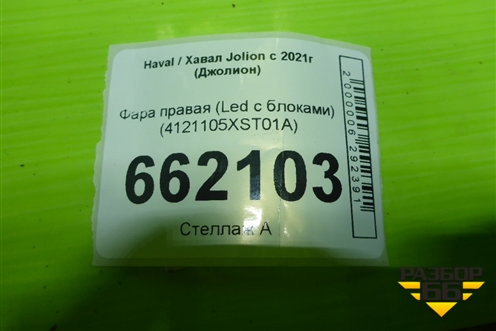 Haval / Хавал Jolion с 2021г
(Джолион)
Фара правая (Led с блоками)
(4121105XST01A)
662103
Стеллаж А
2000006292391
РАЗБОР
66